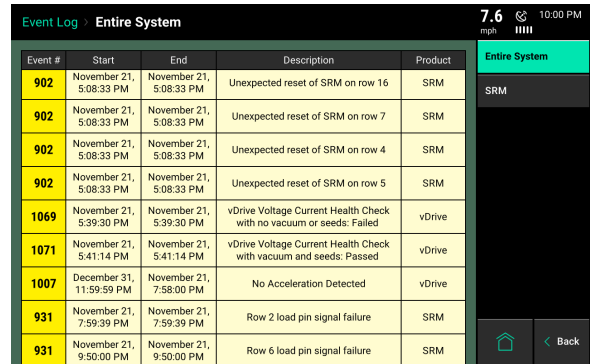 Event Log > Entire System
7.6
mph
10:00 PM
Event # Start End Description Product
902 November 21, 5:08:33 PM November 21, 5:08:33 PM Unexpected reset of SRM on row 16 SRM
902 November 21, 5:08:33 PM November 21, 5:08:33 PM Unexpected reset of SRM on row 7 SRM
902 November 21, 5:08:33 PM November 21, 5:08:33 PM Unexpected reset of SRM on row 4 SRM
902 November 21, 5:08:33 PM November 21, 5:08:33 PM Unexpected reset of SRM on row 5 SRM
1069 November 21, 5:39:30 PM November 21, 5:39:30 PM vDrive Voltage Current Health Check with no vacuum or seeds: Failed vDrive
1071 November 21, 5:41:14 PM November 21, 5:41:14 PM vDrive Voltage Current Health Check with vacuum and seeds: Passed vDrive
1007 December 31, 11:59:59 PM November 21, 7:58:00 PM No Acceleration Detected vDrive
931 November 21, 7:59:39 PM November 21, 7:59:39 PM Row 2 load pin signal failure SRM
931 November 21, 9:50:00 PM November 21, 9:50:00 PM Row 6 load pin signal failure SRM
Entire System
SRM
< Back